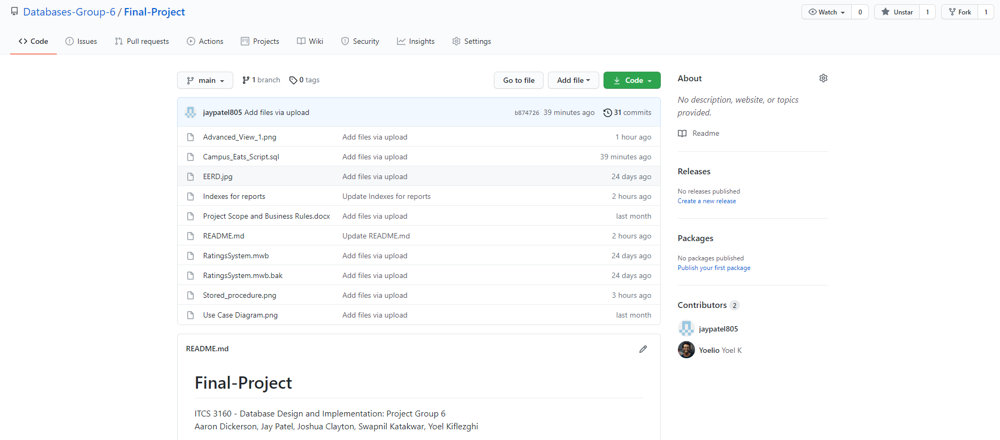 Databases-Group-6 / Final-Project
Watch 0 Unstar 1 Fork 1
Code Issues Pull requests Actions Projects Wiki Security Insights Settings
main 1 branch 0 tags Go to file Add file Code
jaypatel805 Add files via upload b874726 39 minutes ago 31 commits
Advanced_View_1.png Add files via upload 1 hour ago
Campus_Eats_Script.sql Add files via upload 39 minutes ago
EERD.jpg Add files via upload 24 days ago
Indexes for reports Update Indexes for reports 2 hours ago
Project Scope and Business Rules.docx Add files via upload last month
README.md Update README.md 2 hours ago
RatingsSystem.mwb Add files via upload 24 days ago
RatingsSystem.mwb.bak Add files via upload 24 days ago
Stored_procedure.png Add files via upload 3 hours ago
Use Case Diagram.png Add files via upload last month
README.md
Final-Project
ITCS 3160 - Database Design and Implementation: Project Group 6
Aaron Dickerson, Jay Patel, Joshua Clayton, Swapnil Katakwar, Yoel Kiflezghi
About
No description, website, or topics
provided.
Readme
Releases
No releases published
Create a new release
Packages
No packages published
Publish your first package
Contributors 2
jaypatel805
Yoelio Yoel K